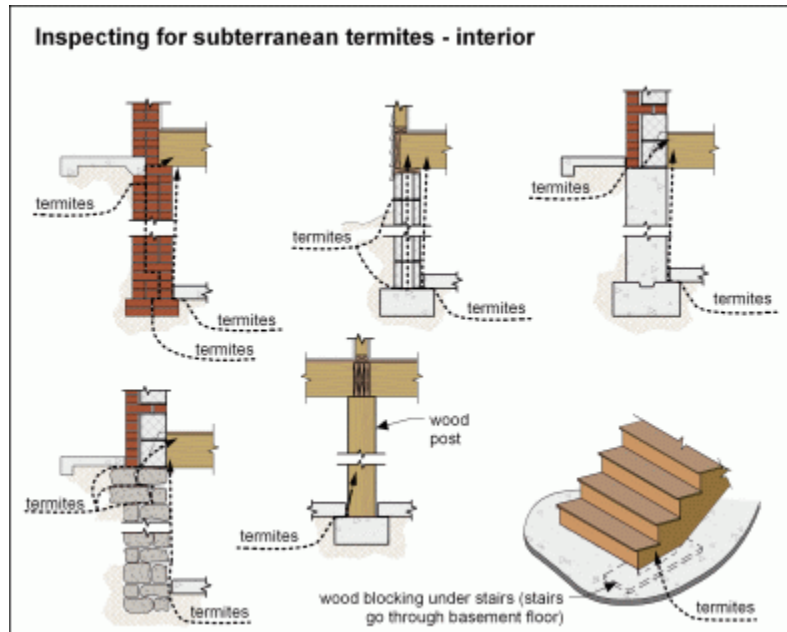 Inspecting for subterranean termites - interior
termites
termites
termites
termites
termites
termites
termites
termites
termites
wood
post
termites
wood blocking under stairs (stairs
go through basement floor)
termites